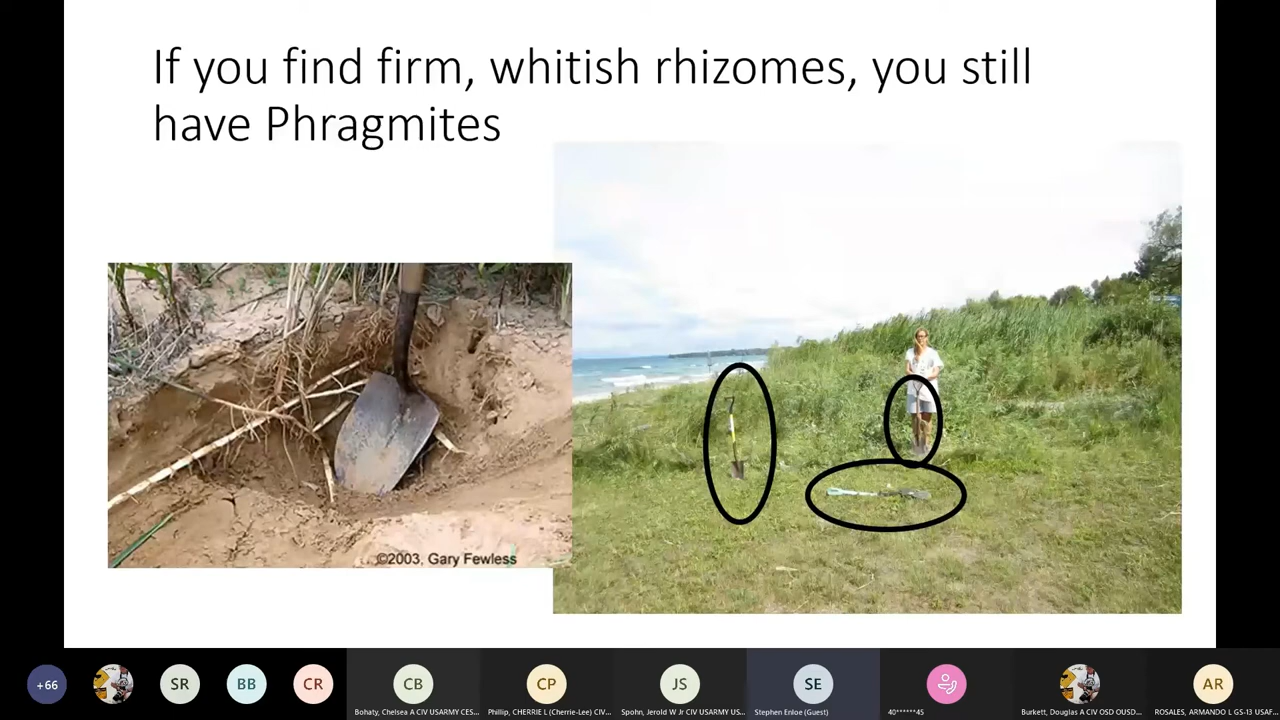 If you find firm, whitish rhizomes, you still
have Phragmites
©2003, Gary Fewless
+66
SR
BB
CR
CB
CP
JS
SE
AR
Bohaty, Chelsea A CIV USARMY CES...
Phillip, CHERRIE L (Cherrie-Lee) CIV...
Spohn, Jerold W Jr CIV USARMY US...
Stephen Enloe (Guest)
40******45
Burkett, Douglas A CIV OSD OUSD...
ROSALES, ARMANDO L GS-13 USAF...